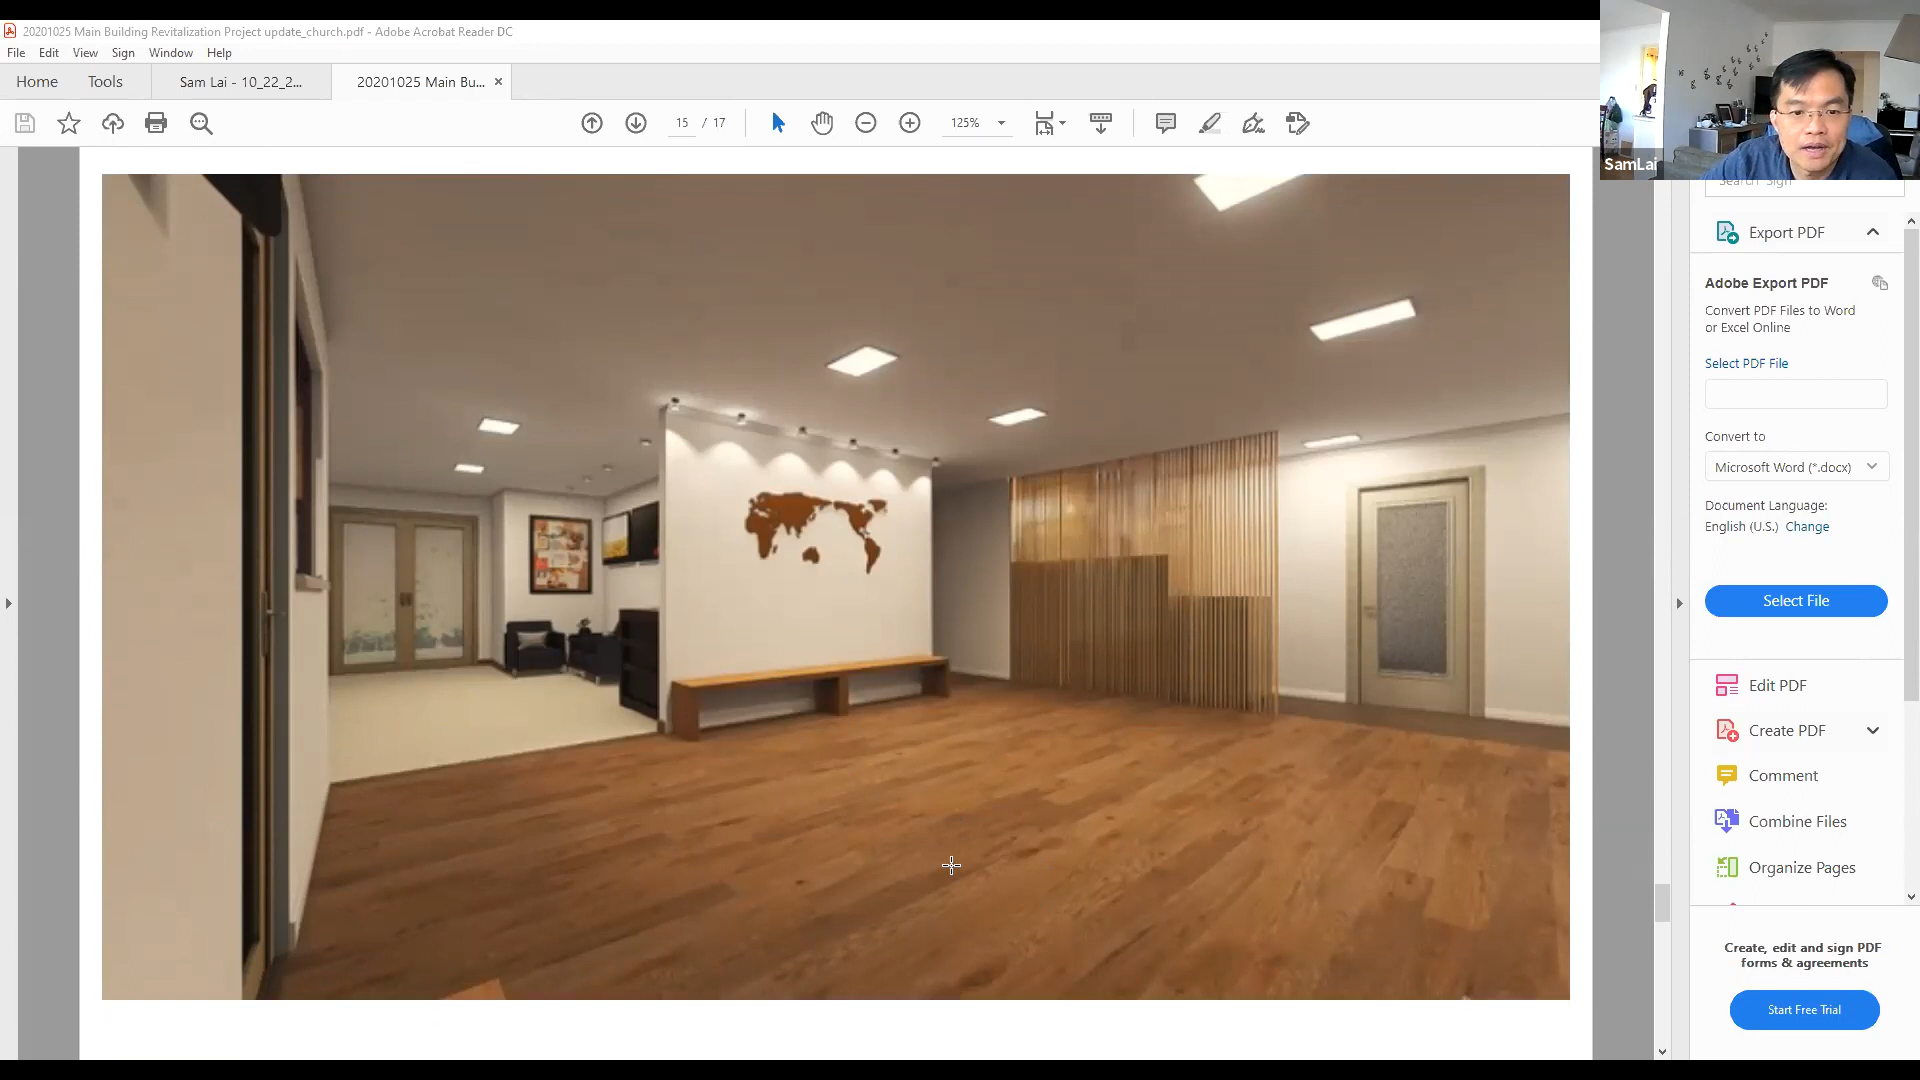 20201025 Main Building Revitalization Project update_church.pdf - Adobe Acrobat Reader DC
File Edit View Sign Window Help
Home Tools Sam Lai - 10_22_2... 20201025 Main Bu... ×
15 / 17 125%
SamLai
Search 'Sign'
Export PDF
Adobe Export PDF
Convert PDF Files to Word
or Excel Online
Select PDF File
Convert to
Microsoft Word (*.docx)
Document Language:
English (U.S.) Change
Select File
Edit PDF
Create PDF
Comment
Combine Files
Organize Pages
Create, edit and sign PDF
forms & agreements
Start Free Trial